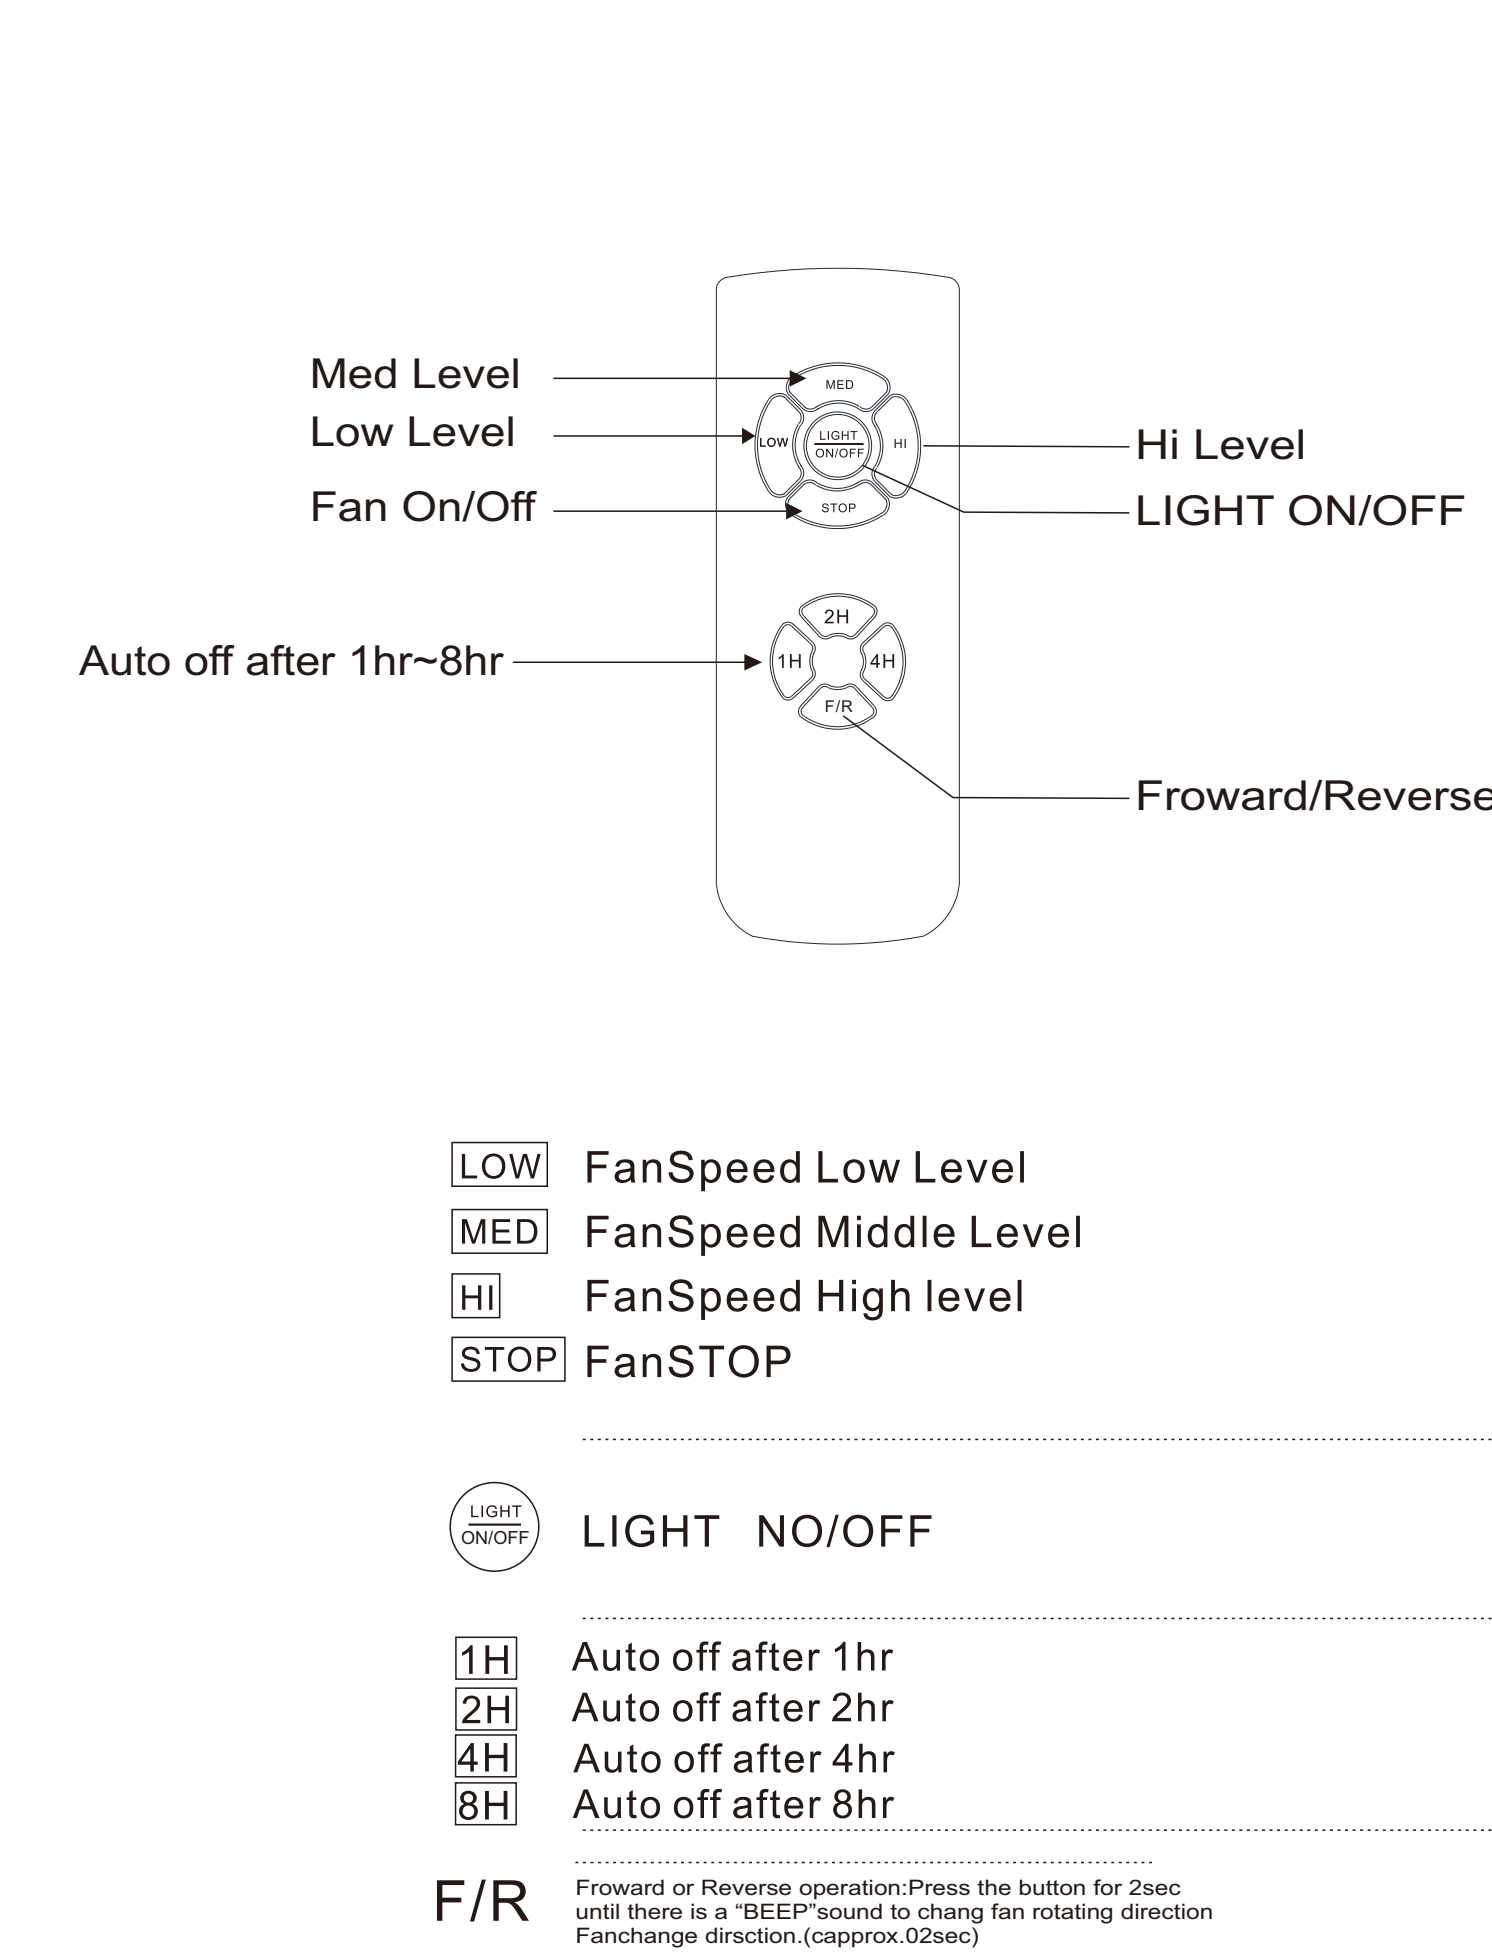 Med Level
Low Level
Fan On/Off
Auto off after 1hr~8hr
MED
LOW
LIGHT
ON/OFF
HI
STOP
2H
1H
4H
F/R
Hi Level
LIGHT ON/OFF
Froward/Reverse
LOW FanSpeed Low Level
MED FanSpeed Middle Level
HI FanSpeed High level
STOP FanSTOP
LIGHT
ON/OFF
LIGHT NO/OFF
1H Auto off after 1hr
2H Auto off after 2hr
4H Auto off after 4hr
8H Auto off after 8hr
F/R
Froward or Reverse operation:Press the button for 2sec
until there is a “BEEP”sound to chang fan rotating direction
Fanchange dirsction.(capprox.02sec)